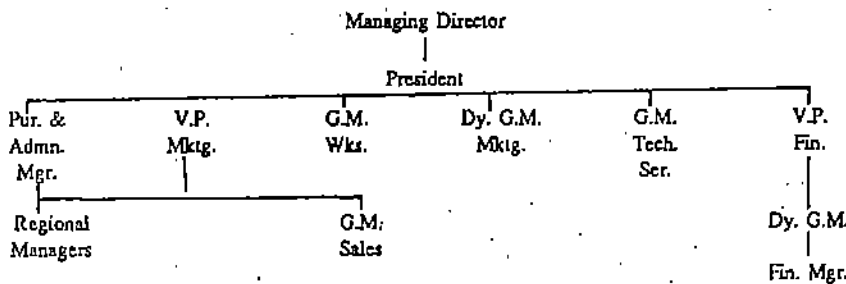 Managing Director
President
Pur. & Admn. Mgr.
V.P. Mktg.
G.M. Wks.
Dy. G.M. Mktg.
G.M. Tech. Ser.
V.P. Fin.
Regional Managers
G.M. Sales
Dy. G.M.
Fin. Mgr.